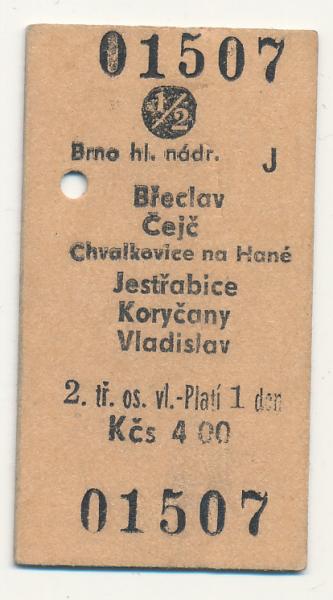 01507
1/2
Brno hl. nádr. J
Břeclav
Čejč
Chvalkovice na Hané
Jestřabice
Koryčany
Vladislav
2. tř. os. vl.-Platí 1 den
Kčs 4 00
01507